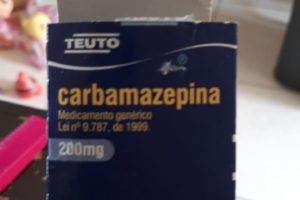 TEUTO
carbamazepina
Medicamento genérico
Lei nº 9.787, de 1999.
200mg